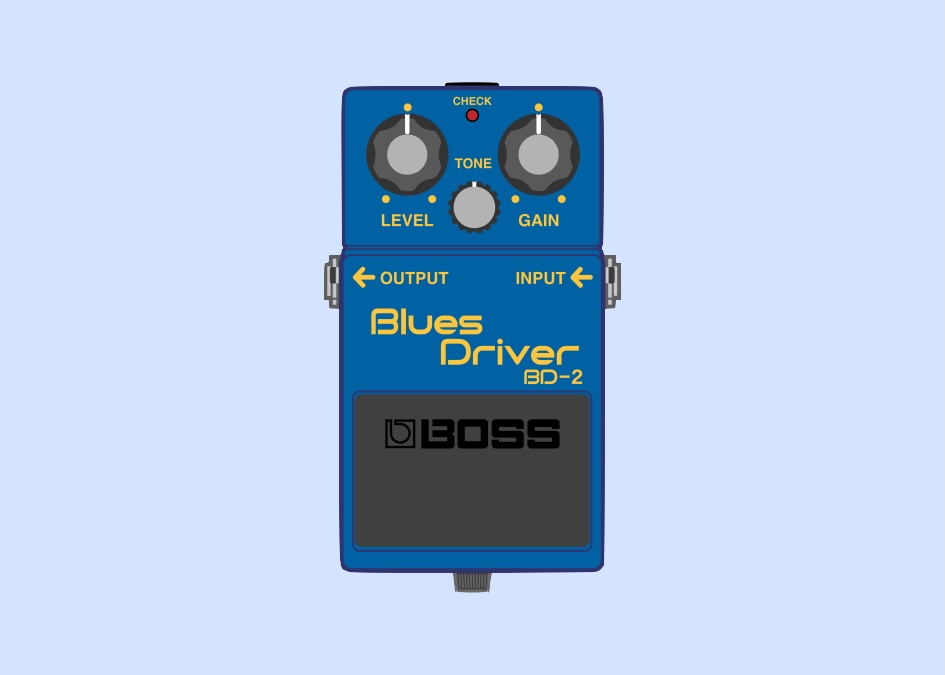 CHECK
TONE
LEVEL GAIN
OUTPUT INPUT
Blues
Driver
BD-2
BOSS